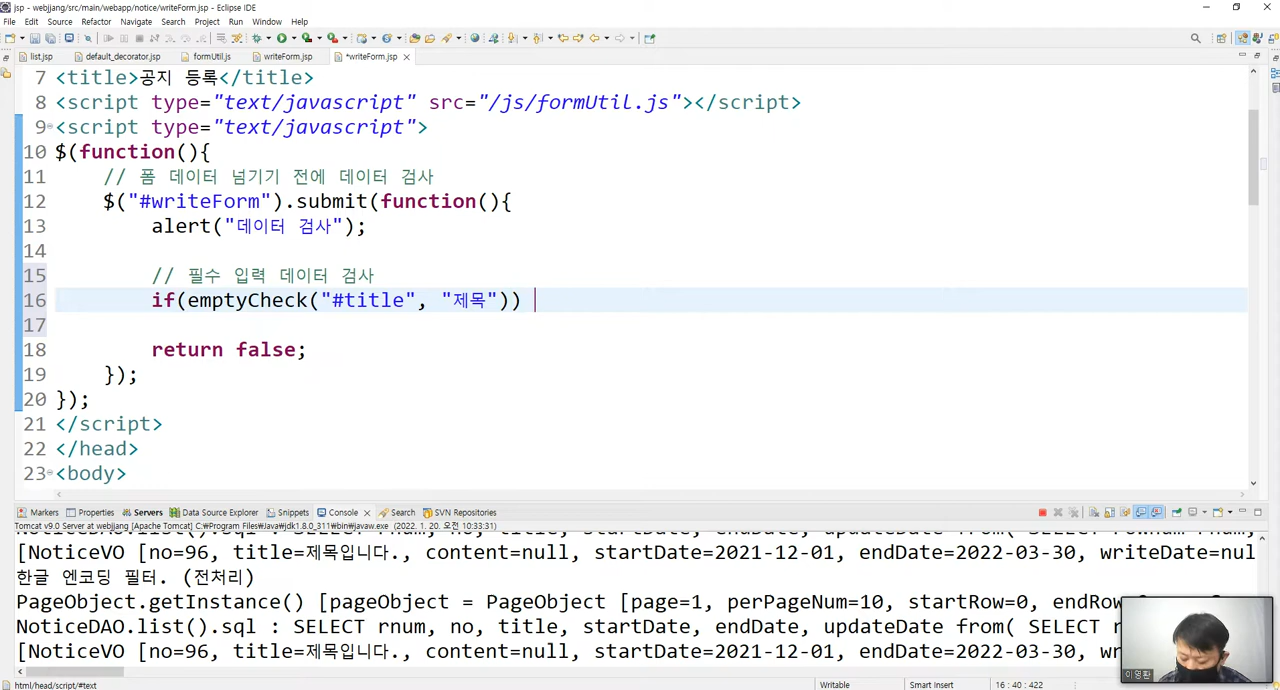 jsp - webjjang/src/main/webapp/notice/writeForm.jsp - Eclipse IDE
File Edit Source Refactor Navigate Search Project Run Window Help
list.jsp default_decorator.jsp formUtil.js writeForm.jsp *writeForm.jsp
7 <title>공지 등록</title>
8 <script type="text/javascript" src="/js/formUtil.js"></script>
9 <script type="text/javascript">
10 $(function(){
11 // 폼 데이터 넘기기 전에 데이터 검사
12 $("#writeForm").submit(function(){
13 alert("데이터 검사");
14
15 // 필수 입력 데이터 검사
16 if(emptyCheck("#title", "제목"))
17
18 return false;
19 });
20 });
21 </script>
22 </head>
23 <body>
Markers Properties Servers Data Source Explorer Snippets Console Search SVN Repositories
Tomcat v9.0 Server at webjjang [Apache Tomcat] C:₩Program Files₩Java₩jdk1.8.0_311₩bin₩javaw.exe (2022. 1. 20. 오전 10:33:31)
[NoticeVO [no=96, title=제목입니다., content=null, startDate=2021-12-01, endDate=2022-03-30, writeDate=nul
한글 엔코딩 필터. (전처리)
PageObject.getInstance() [pageObject = PageObject [page=1, perPageNum=10, startRow=0, endRow
NoticeDAO.list().sql : SELECT rnum, no, title, startDate, endDate, updateDate from( SELECT r
[NoticeVO [no=96, title=제목입니다., content=null, startDate=2021-12-01, endDate=2022-03-30, w
이영환
html/head/script/#text Writable Smart Insert 16 : 40 : 422